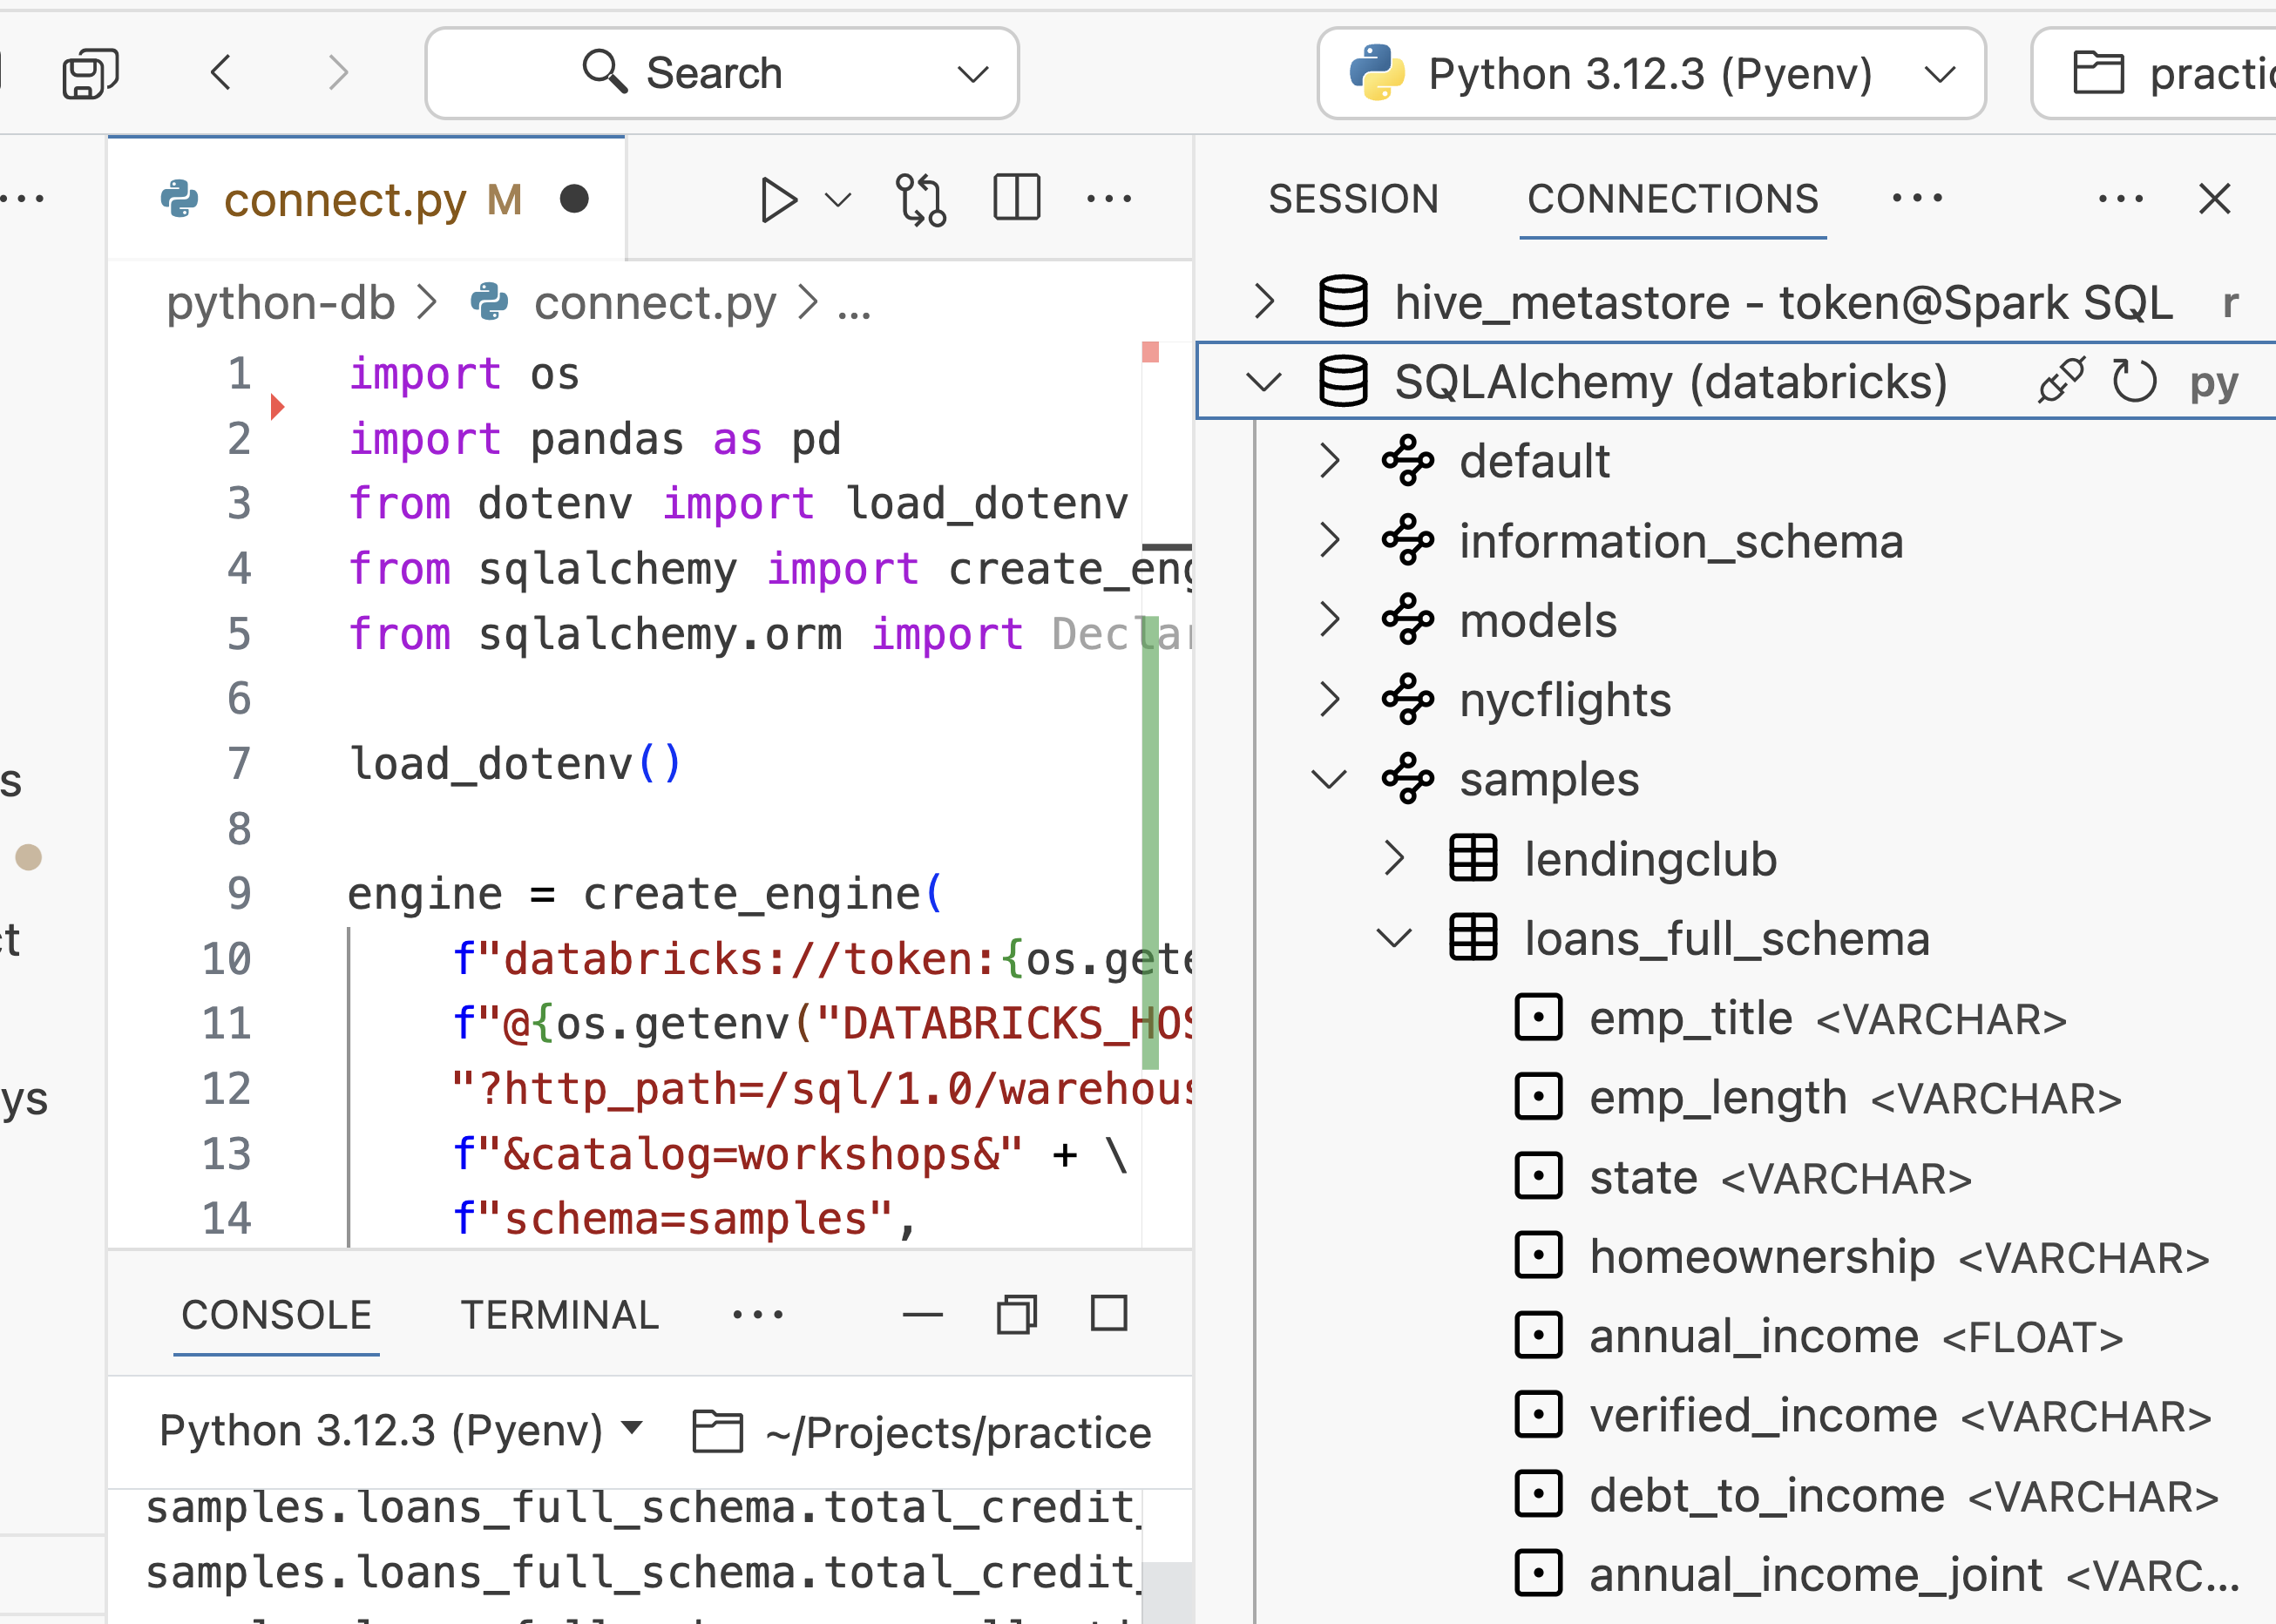 Search
Python 3.12.3 (Pyenv)
connect.py M
python-db > connect.py > ...
1 import os
2 import pandas as pd
3 from dotenv import load_dotenv
4 from sqlalchemy import create_eng
5 from sqlalchemy.orm import Declar
6
7 load_dotenv()
8
9 engine = create_engine(
10 f"databricks://token:{os.gete
11 f"@{os.getenv("DATABRICKS_HOS
12 "?http_path=/sql/1.0/warehous
13 f"&catalog=workshops&" + \
14 f"schema=samples",
CONSOLE TERMINAL
Python 3.12.3 (Pyenv) ~/Projects/practice
samples.loans_full_schema.total_credit_
samples.loans_full_schema.total_credit_
SESSION CONNECTIONS
hive_metastore - token@Spark SQL r
SQLAlchemy (databricks) py
default
information_schema
models
nycflights
samples
lendingclub
loans_full_schema
emp_title <VARCHAR>
emp_length <VARCHAR>
state <VARCHAR>
homeownership <VARCHAR>
annual_income <FLOAT>
verified_income <VARCHAR>
debt_to_income <VARCHAR>
annual_income_joint <VARC...